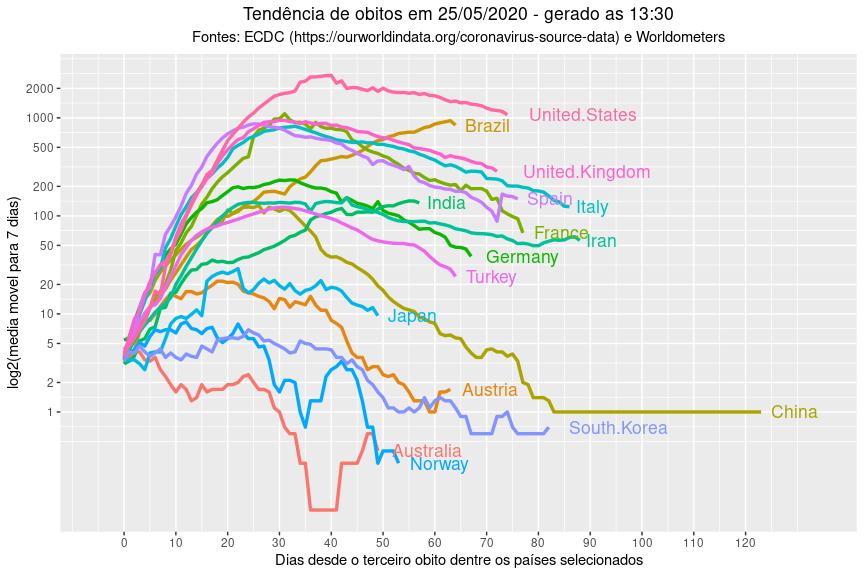 Tendência de obitos em 25/05/2020 - gerado as 13:30
Fontes: ECDC (https://ourworldindata.org/coronavirus-source-data) e Worldometers
log2(media movel para 7 dias)
2000
1000
500
200
100
50
20
10
5
2
1
United.States
Brazil
United.Kingdom
Spain
Italy
India
France
Iran
Germany
Turkey
Japan
Austria
China
South.Korea
Australia
Norway
0 10 20 30 40 50 60 70 80 90 100 110 120
Dias desde o terceiro obito dentre os países selecionados